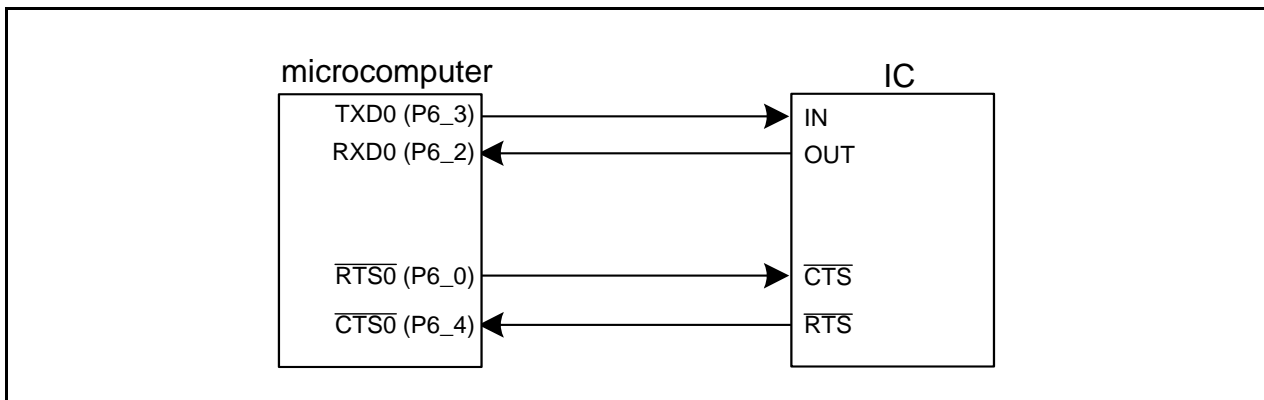 microcomputer
TXD0 (P6_3)
RXD0 (P6_2)
RTS0 (P6_0)
CTS0 (P6_4)
IC
IN
OUT
CTS
RTS